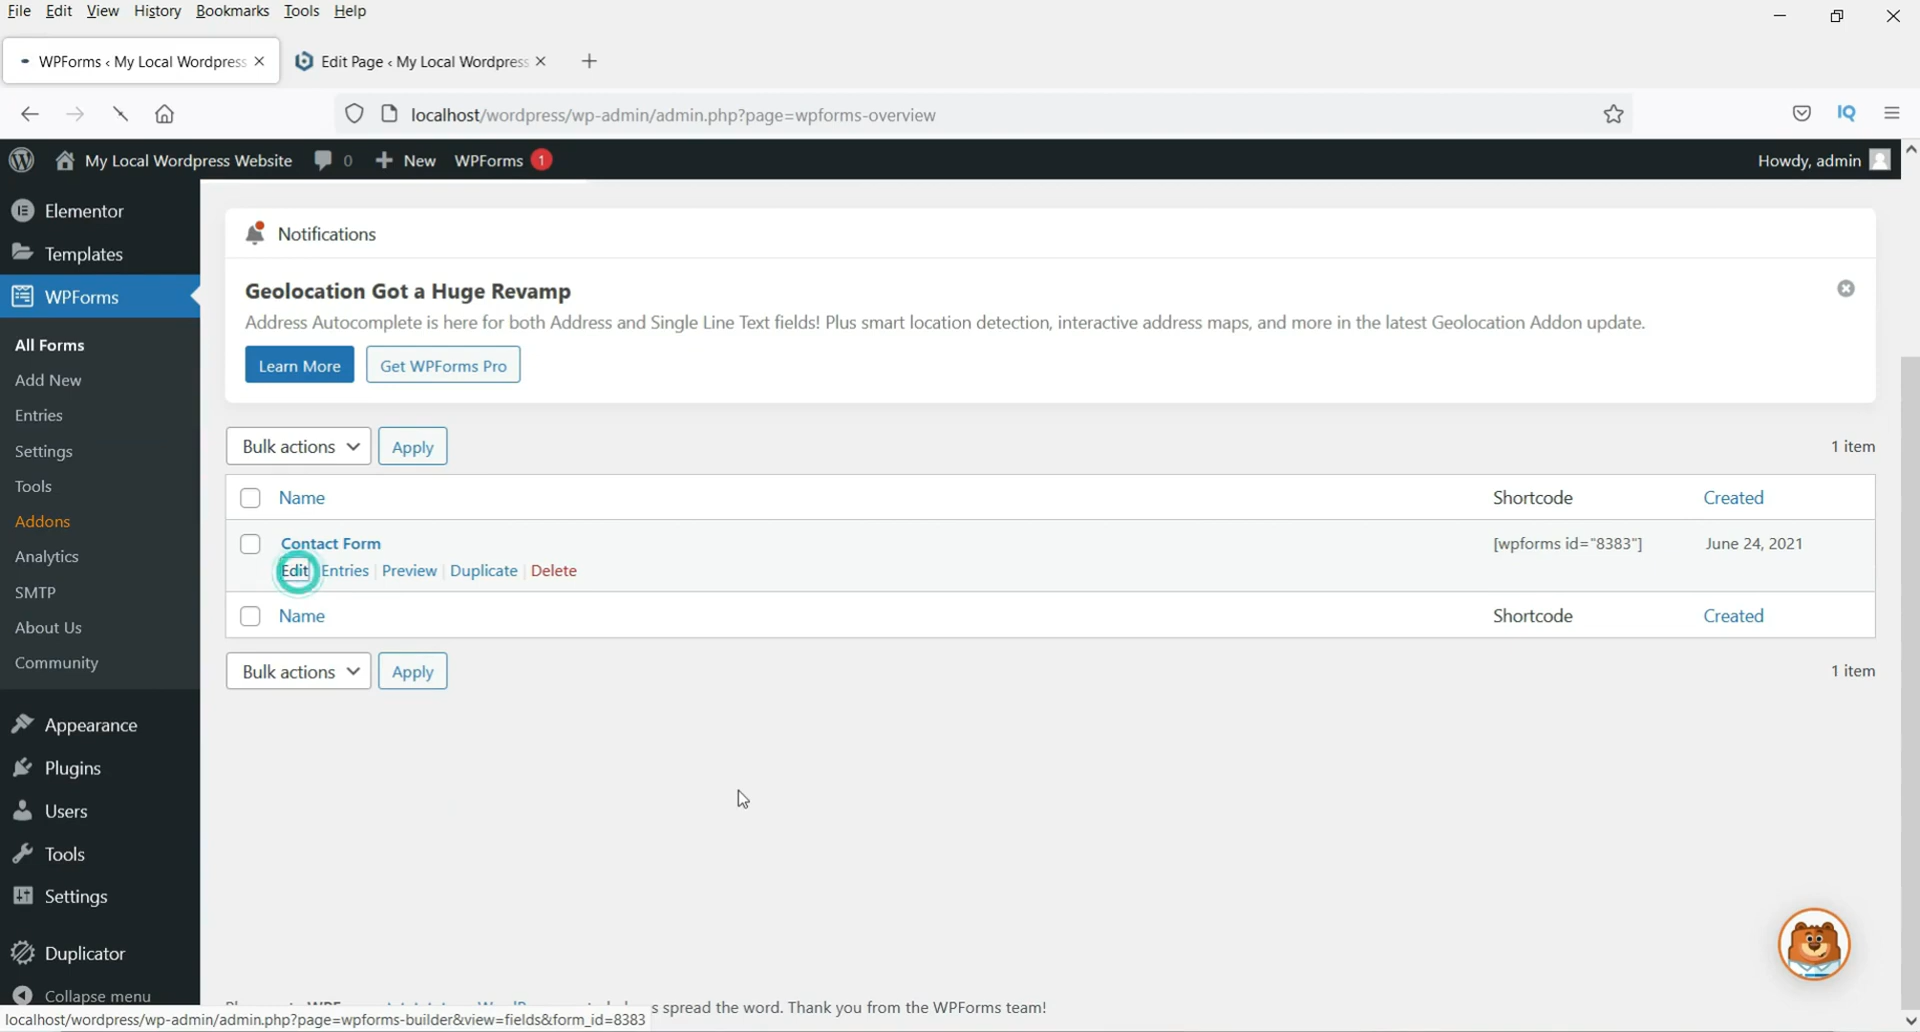 File Edit View History Bookmarks Tools Help
WPForms ‹ My Local Wordpress
Edit Page ‹ My Local Wordpress
localhost/wordpress/wp-admin/admin.php?page=wpforms-overview
IQ
My Local Wordpress Website 0 New WPForms 1
Howdy, admin
Elementor
Templates
WPForms
All Forms
Add New
Entries
Settings
Tools
Addons
Analytics
SMTP
About Us
Community
Appearance
Plugins
Users
Tools
Settings
Duplicator
Collapse menu
Notifications
Geolocation Got a Huge Revamp
Address Autocomplete is here for both Address and Single Line Text fields! Plus smart location detection, interactive address maps, and more in the latest Geolocation Addon update.
Learn More Get WPForms Pro
Bulk actions Apply 1 item
Name Shortcode Created
Contact Form [wpforms id="8383"] June 24, 2021
Edit Entries Preview Duplicate Delete
Name Shortcode Created
Bulk actions Apply 1 item
s spread the word. Thank you from the WPForms team!
localhost/wordpress/wp-admin/admin.php?page=wpforms-builder&view=fields&form_id=8383